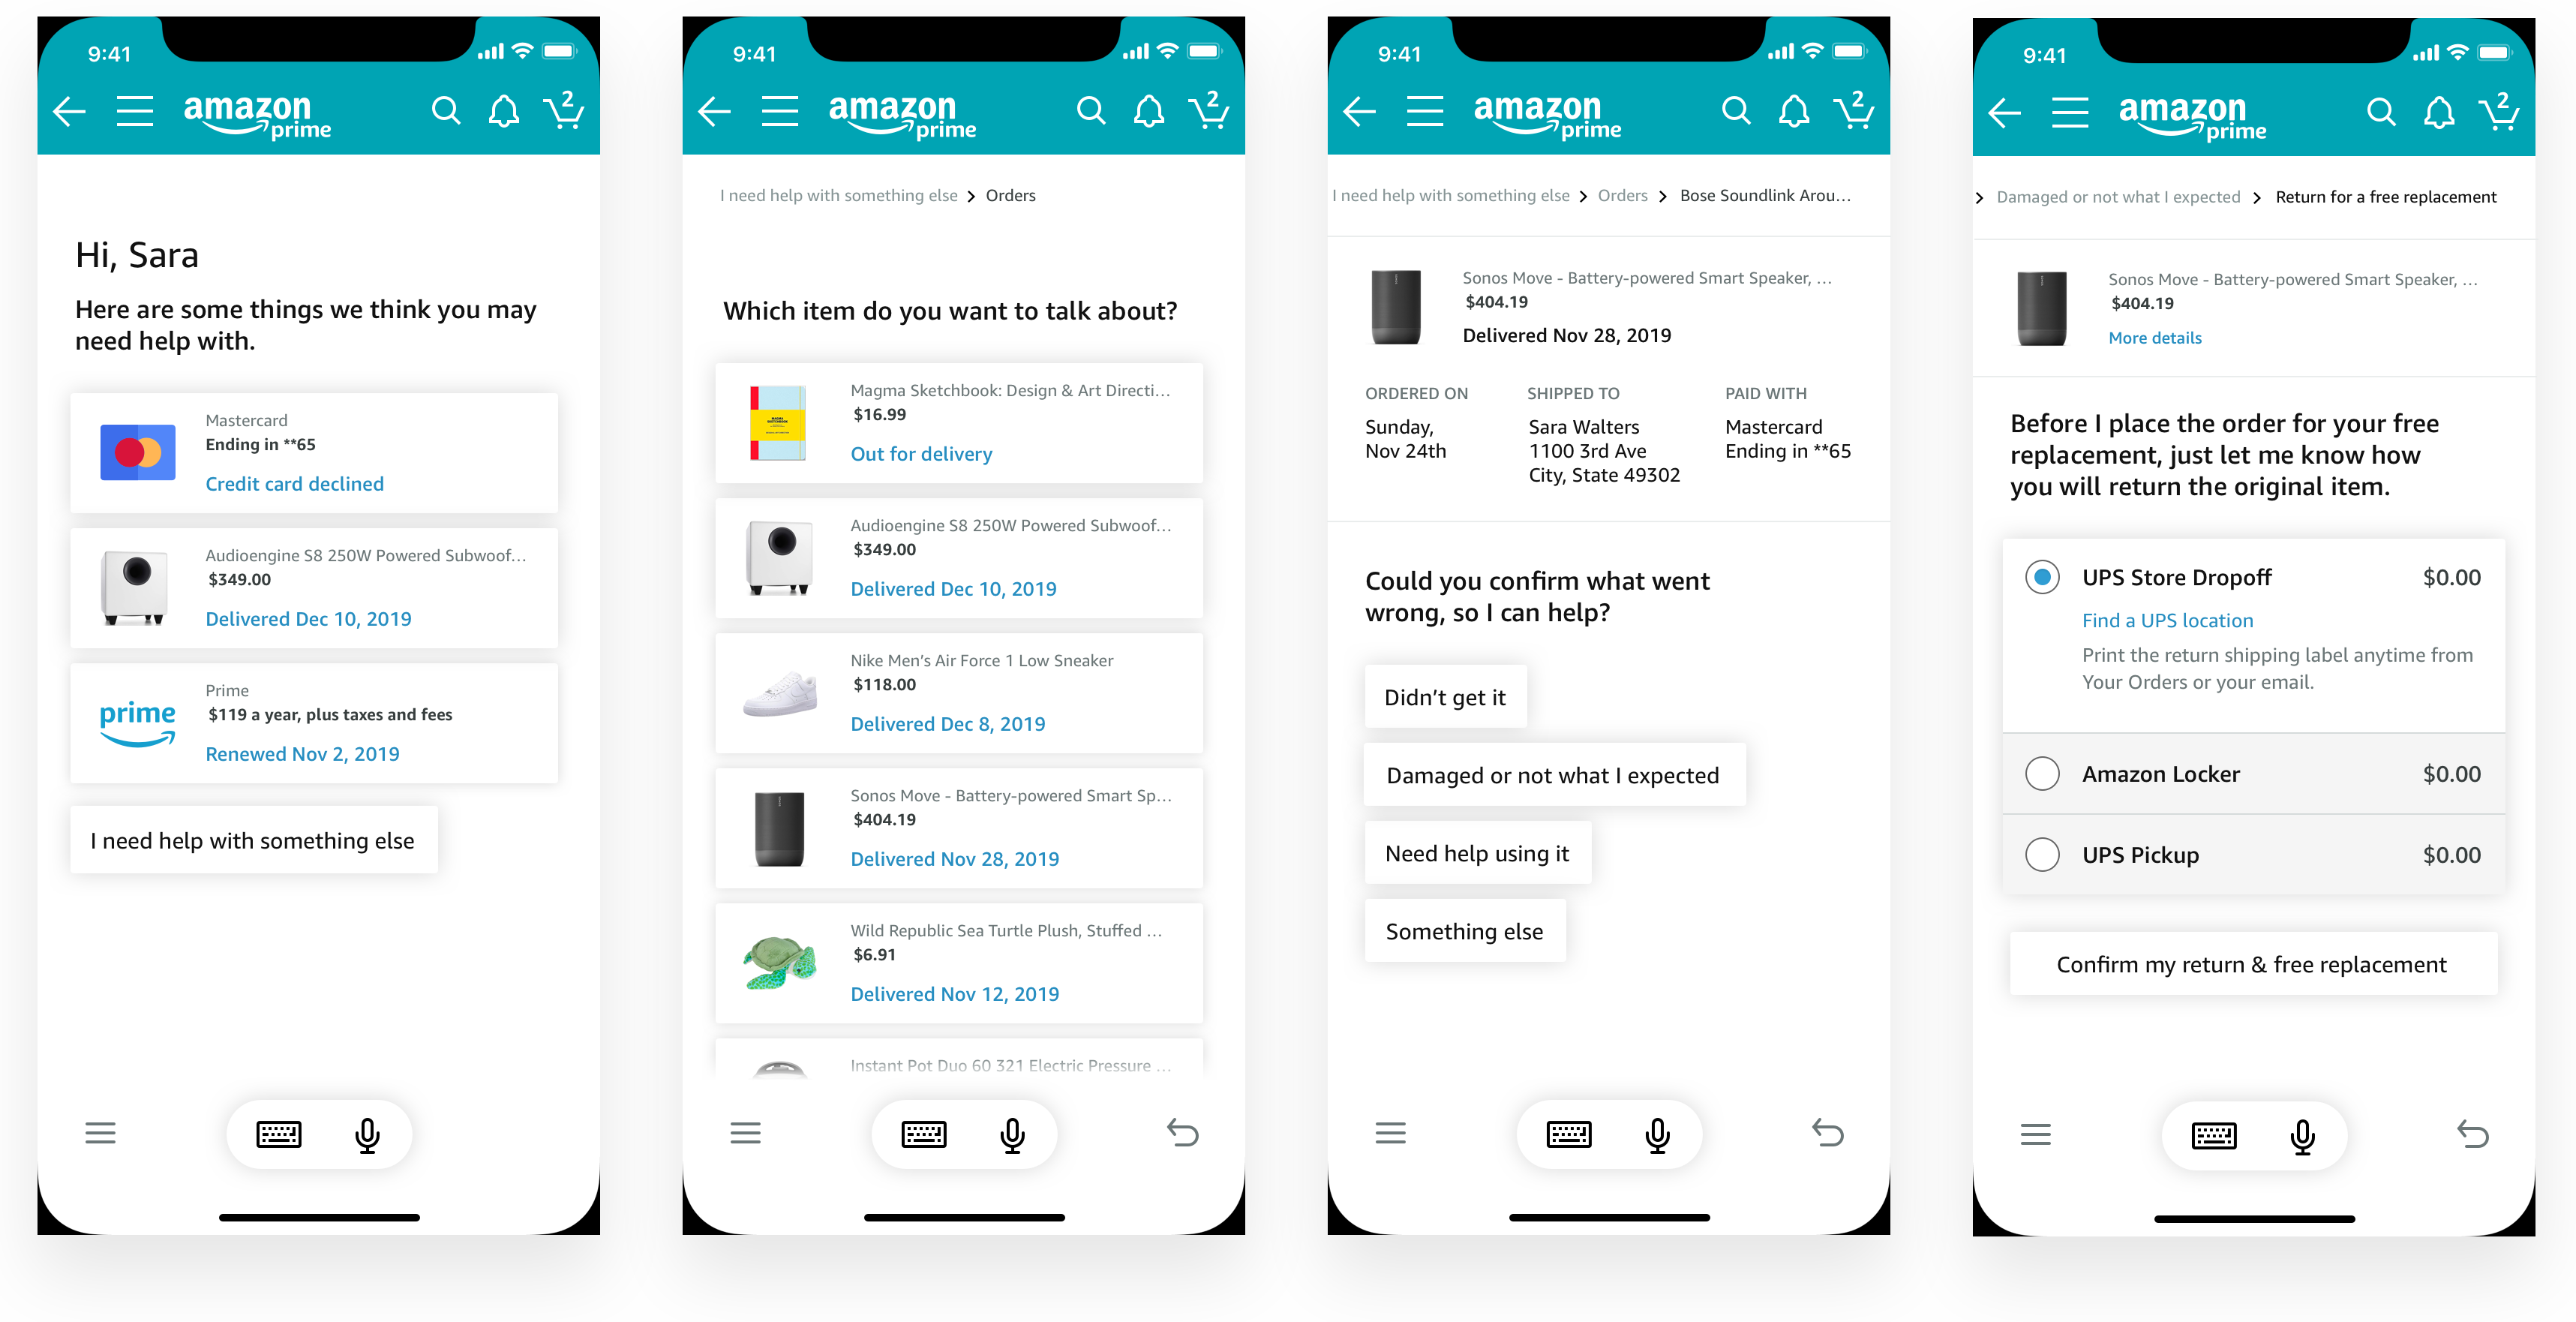 9:41
amazon
prime
2
Hi, Sara
Here are some things we think you may
need help with.
Mastercard
Ending in **65
Credit card declined
Audioengine S8 250W Powered Subwoof...
$349.00
Delivered Dec 10, 2019
prime
Prime
$119 a year, plus taxes and fees
Renewed Nov 2, 2019
I need help with something else
9:41
amazon
prime
2
I need help with something else > Orders
Which item do you want to talk about?
Magma Sketchbook: Design & Art Directi...
$16.99
Out for delivery
Audioengine S8 250W Powered Subwoof...
$349.00
Delivered Dec 10, 2019
Nike Men’s Air Force 1 Low Sneaker
$118.00
Delivered Dec 8, 2019
Sonos Move - Battery-powered Smart Sp...
$404.19
Delivered Nov 28, 2019
Wild Republic Sea Turtle Plush, Stuffed ...
$6.91
Delivered Nov 12, 2019
Instant Pot Duo 60 321 Electric Pressure ...
9:41
amazon
prime
2
I need help with something else > Orders > Bose Soundlink Arou...
Sonos Move - Battery-powered Smart Speaker, ...
$404.19
Delivered Nov 28, 2019
ORDERED ON
Sunday,
Nov 24th
SHIPPED TO
Sara Walters
1100 3rd Ave
City, State 49302
PAID WITH
Mastercard
Ending in **65
Could you confirm what went
wrong, so I can help?
Didn’t get it
Damaged or not what I expected
Need help using it
Something else
9:41
amazon
prime
2
> Damaged or not what I expected > Return for a free replacement
Sonos Move - Battery-powered Smart Speaker, ...
$404.19
More details
Before I place the order for your free
replacement, just let me know how
you will return the original item.
UPS Store Dropoff $0.00
Find a UPS location
Print the return shipping label anytime from
Your Orders or your email.
Amazon Locker $0.00
UPS Pickup $0.00
Confirm my return & free replacement